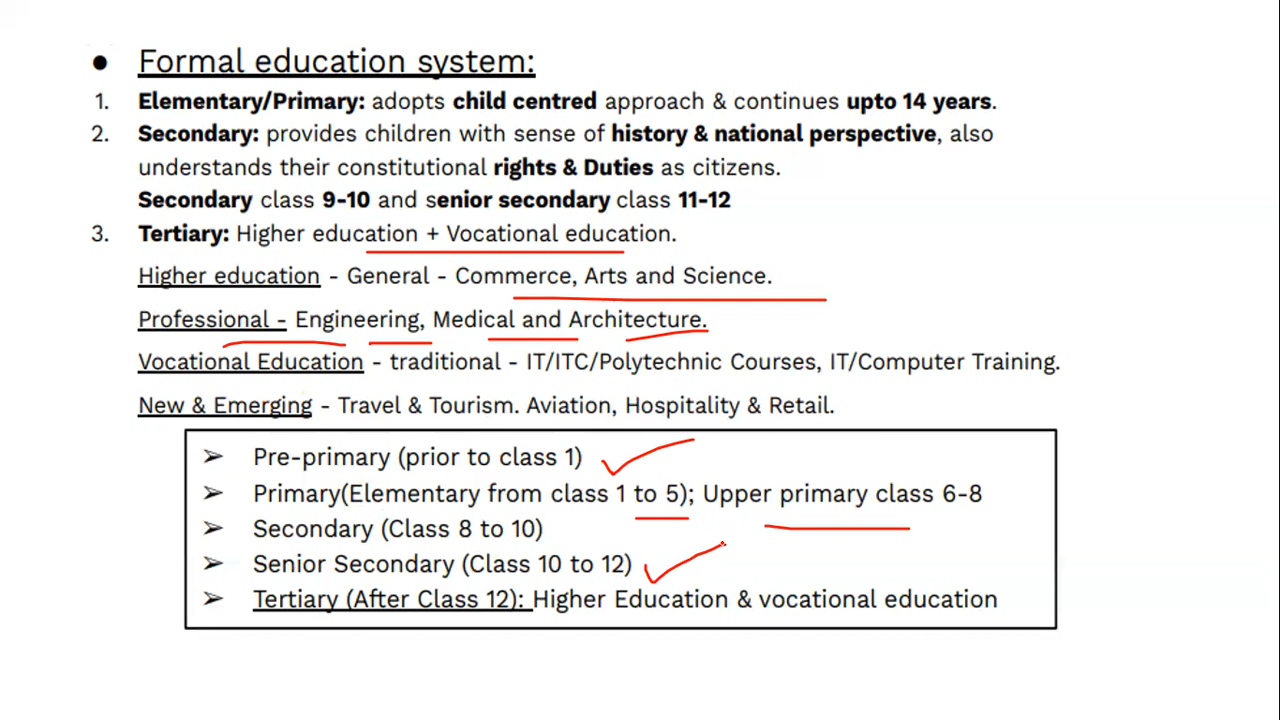 ● Formal education system:
1. Elementary/Primary: adopts child centred approach & continues upto 14 years.
2. Secondary: provides children with sense of history & national perspective, also
understands their constitutional rights & Duties as citizens.
Secondary class 9-10 and senior secondary class 11-12
3. Tertiary: Higher education + Vocational education.
Higher education - General - Commerce, Arts and Science.
Professional - Engineering, Medical and Architecture.
Vocational Education - traditional - IT/ITC/Polytechnic Courses, IT/Computer Training.
New & Emerging - Travel & Tourism. Aviation, Hospitality & Retail.
➢ Pre-primary (prior to class 1)
➢ Primary(Elementary from class 1 to 5); Upper primary class 6-8
➢ Secondary (Class 8 to 10)
➢ Senior Secondary (Class 10 to 12)
➢ Tertiary (After Class 12): Higher Education & vocational education